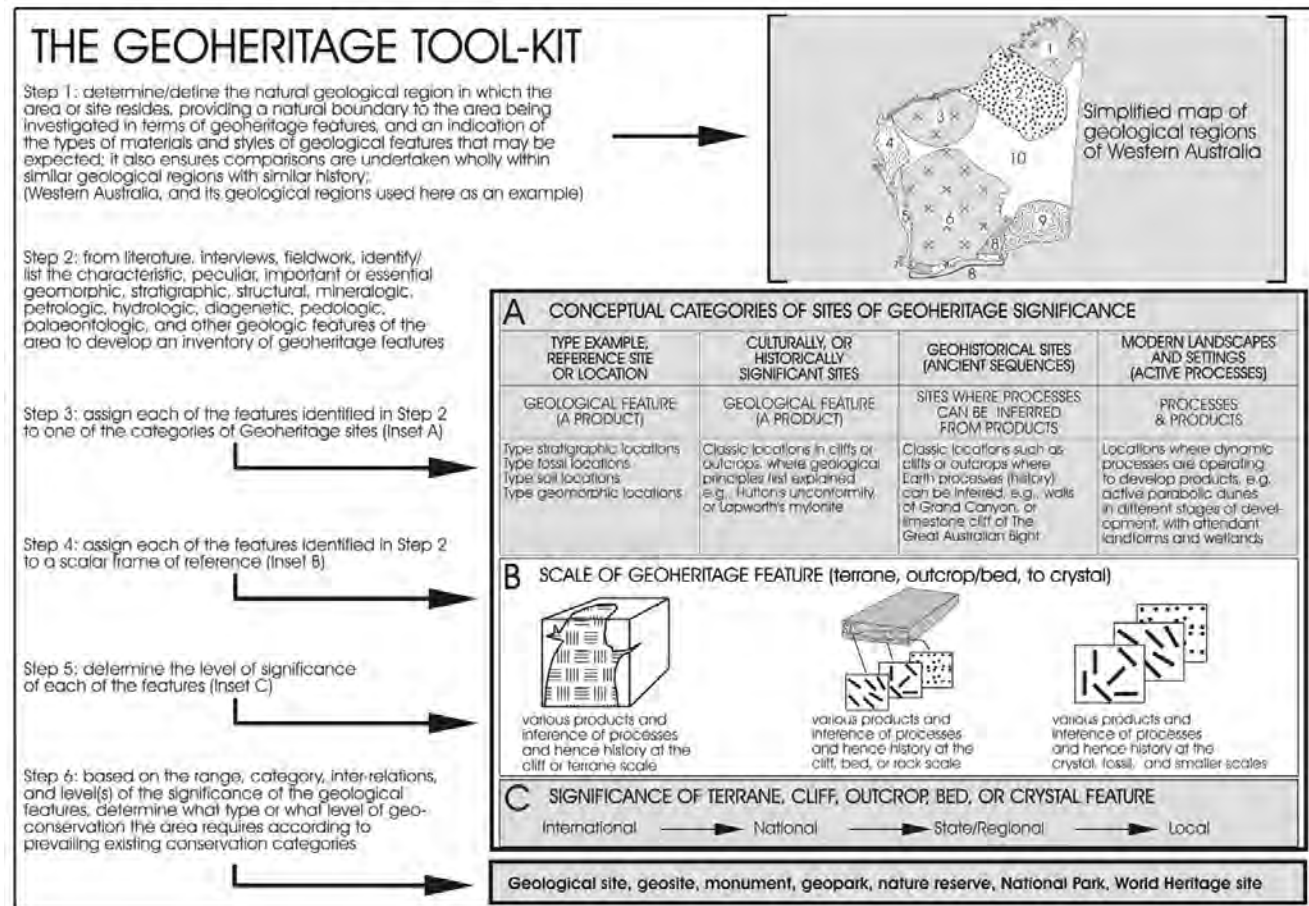 THE GEOHERITAGE TOOL-KIT
Step 1: determine/define the natural geological region in which the
area or site resides, providing a natural boundary to the area being
investigated in terms of geoheritage features, and an indication of
the types of materials and styles of geological features that may be
expected; it also ensures comparisons are undertaken wholly within
similar geological regions with similar history;
(Western Australia, and its geological regions used here as an example)
1
2
3
4
10
5
6
9
8
8
Simplified map of
geological regions
of Western Australia
Step 2: from literature, interviews, fieldwork, identify/
list the characteristic, peculiar, important or essential
geomorphic, stratigraphic, structural, mineralogic,
petrologic, hydrologic, diagenetic, pedologic,
palaeontologic, and other geologic features of the
area to develop an inventory of geoheritage features
Step 3: assign each of the features identified in Step 2
to one of the categories of Geoheritage sites (Inset A)
Step 4: assign each of the features identified in Step 2
to a scalar frame of reference (Inset B)
Step 5: determine the level of significance
of each of the features (Inset C)
Step 6: based on the range, category, inter-relations,
and level(s) of the significance of the geological
features, determine what type or what level of geo-
conservation the area requires according to
prevailing existing conservation categories
A CONCEPTUAL CATEGORIES OF SITES OF GEOHERITAGE SIGNIFICANCE
TYPE EXAMPLE,
REFERENCE SITE
OR LOCATION
GEOLOGICAL FEATURE
(A PRODUCT)
Type stratigraphic locations
Type fossil locations
Type soil locations
Type geomorphic locations
CULTURALLY, OR
HISTORICALLY
SIGNIFICANT SITES
GEOLOGICAL FEATURE
(A PRODUCT)
Classic locations in cliffs or
outcrops, where geological
principles first explained
e.g., Hutton's unconformity
or Lapworth's mylonite
GEOHISTORICAL SITES
(ANCIENT SEQUENCES)
SITES WHERE PROCESSES
CAN BE INFERRED
FROM PRODUCTS
Classic locations such as
cliffs or outcrops where
Earth processes (history)
can be inferred, e.g., walls
of Grand Canyon, or
limestone cliff of The
Great Australian Bight
MODERN LANDSCAPES
AND SETTINGS
(ACTIVE PROCESSES)
PROCESSES
& PRODUCTS
Locations where dynamic
processes are operating
to develop products, e.g.
active parabolic dunes
in different stages of devel-
opment, with attendant
landforms and wetlands
B SCALE OF GEOHERITAGE FEATURE (terrane, outcrop/bed, to crystal)
various products and
inference of processes
and hence history at the
cliff or terrane scale
various products and
inference of processes
and hence history at the
cliff, bed, or rock scale
various products and
inference of processes
and hence history at the
crystal, fossil, and smaller scales
C SIGNIFICANCE OF TERRANE, CLIFF, OUTCROP, BED, OR CRYSTAL FEATURE
International National State/Regional Local
Geological site, geosite, monument, geopark, nature reserve, National Park, World Heritage site